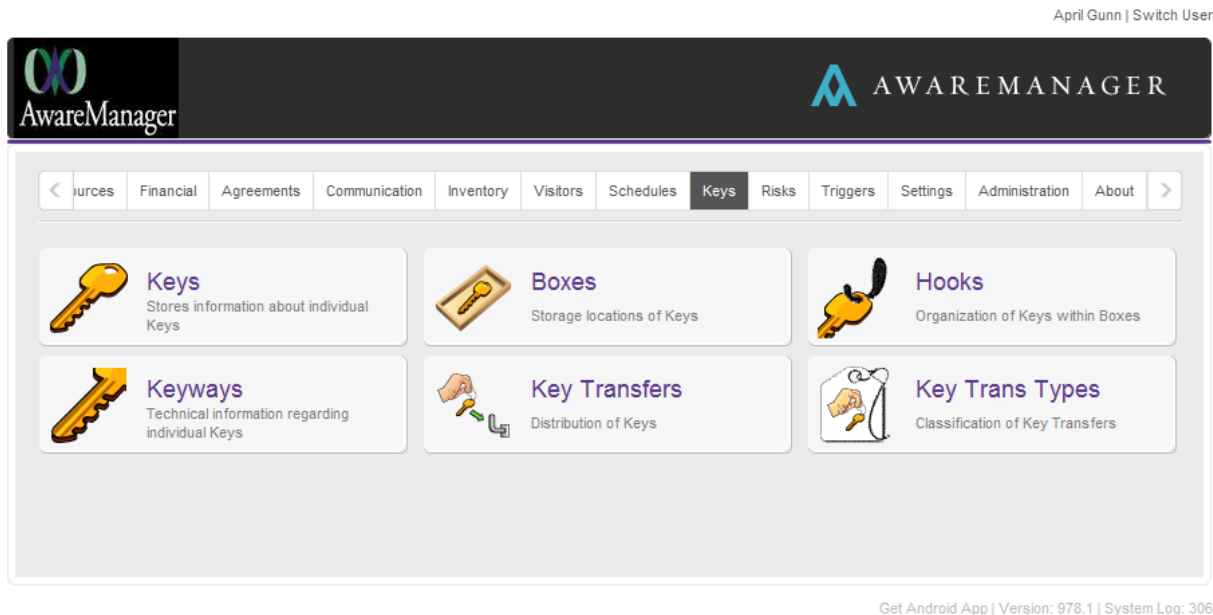 April Gunn | Switch User
AwareManager
AWAREMANAGER
urces Financial Agreements Communication Inventory Visitors Schedules Keys Risks Triggers Settings Administration About
Keys
Stores information about individual
Keys
Boxes
Storage locations of Keys
Hooks
Organization of Keys within Boxes
Keyways
Technical information regarding
individual Keys
Key Transfers
Distribution of Keys
Key Trans Types
Classification of Key Transfers
Get Android App | Version: 978.1 | System Log: 306